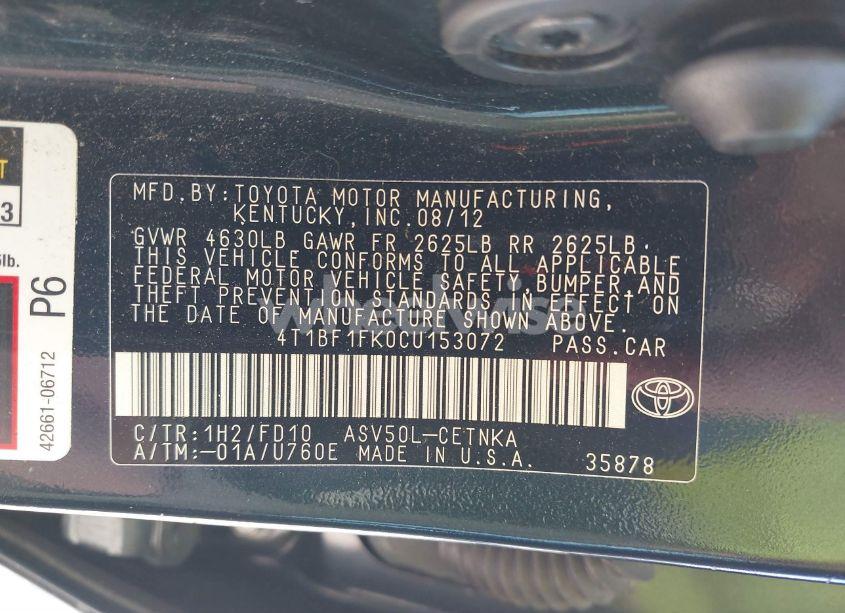 T
3
lb.
P6
42661-06712
MFD. BY: TOYOTA MOTOR MANUFACTURING,
KENTUCKY, INC. 08/12
GVWR 4630LB GAWR FR 2625LB RR 2625LB.
THIS VEHICLE CONFORMS TO ALL APPLICABLE
FEDERAL MOTOR VEHICLE SAFETY, BUMPER, AND
THEFT PREVENTION STANDARDS IN EFFECT ON
THE DATE OF MANUFACTURE SHOWN ABOVE.
4T1BF1FK0CU153072 PASS. CAR
C/TR: 1H2/FD10 ASV50L-CETNKA
A/TM: -01A/U760E MADE IN U.S.A. 35878